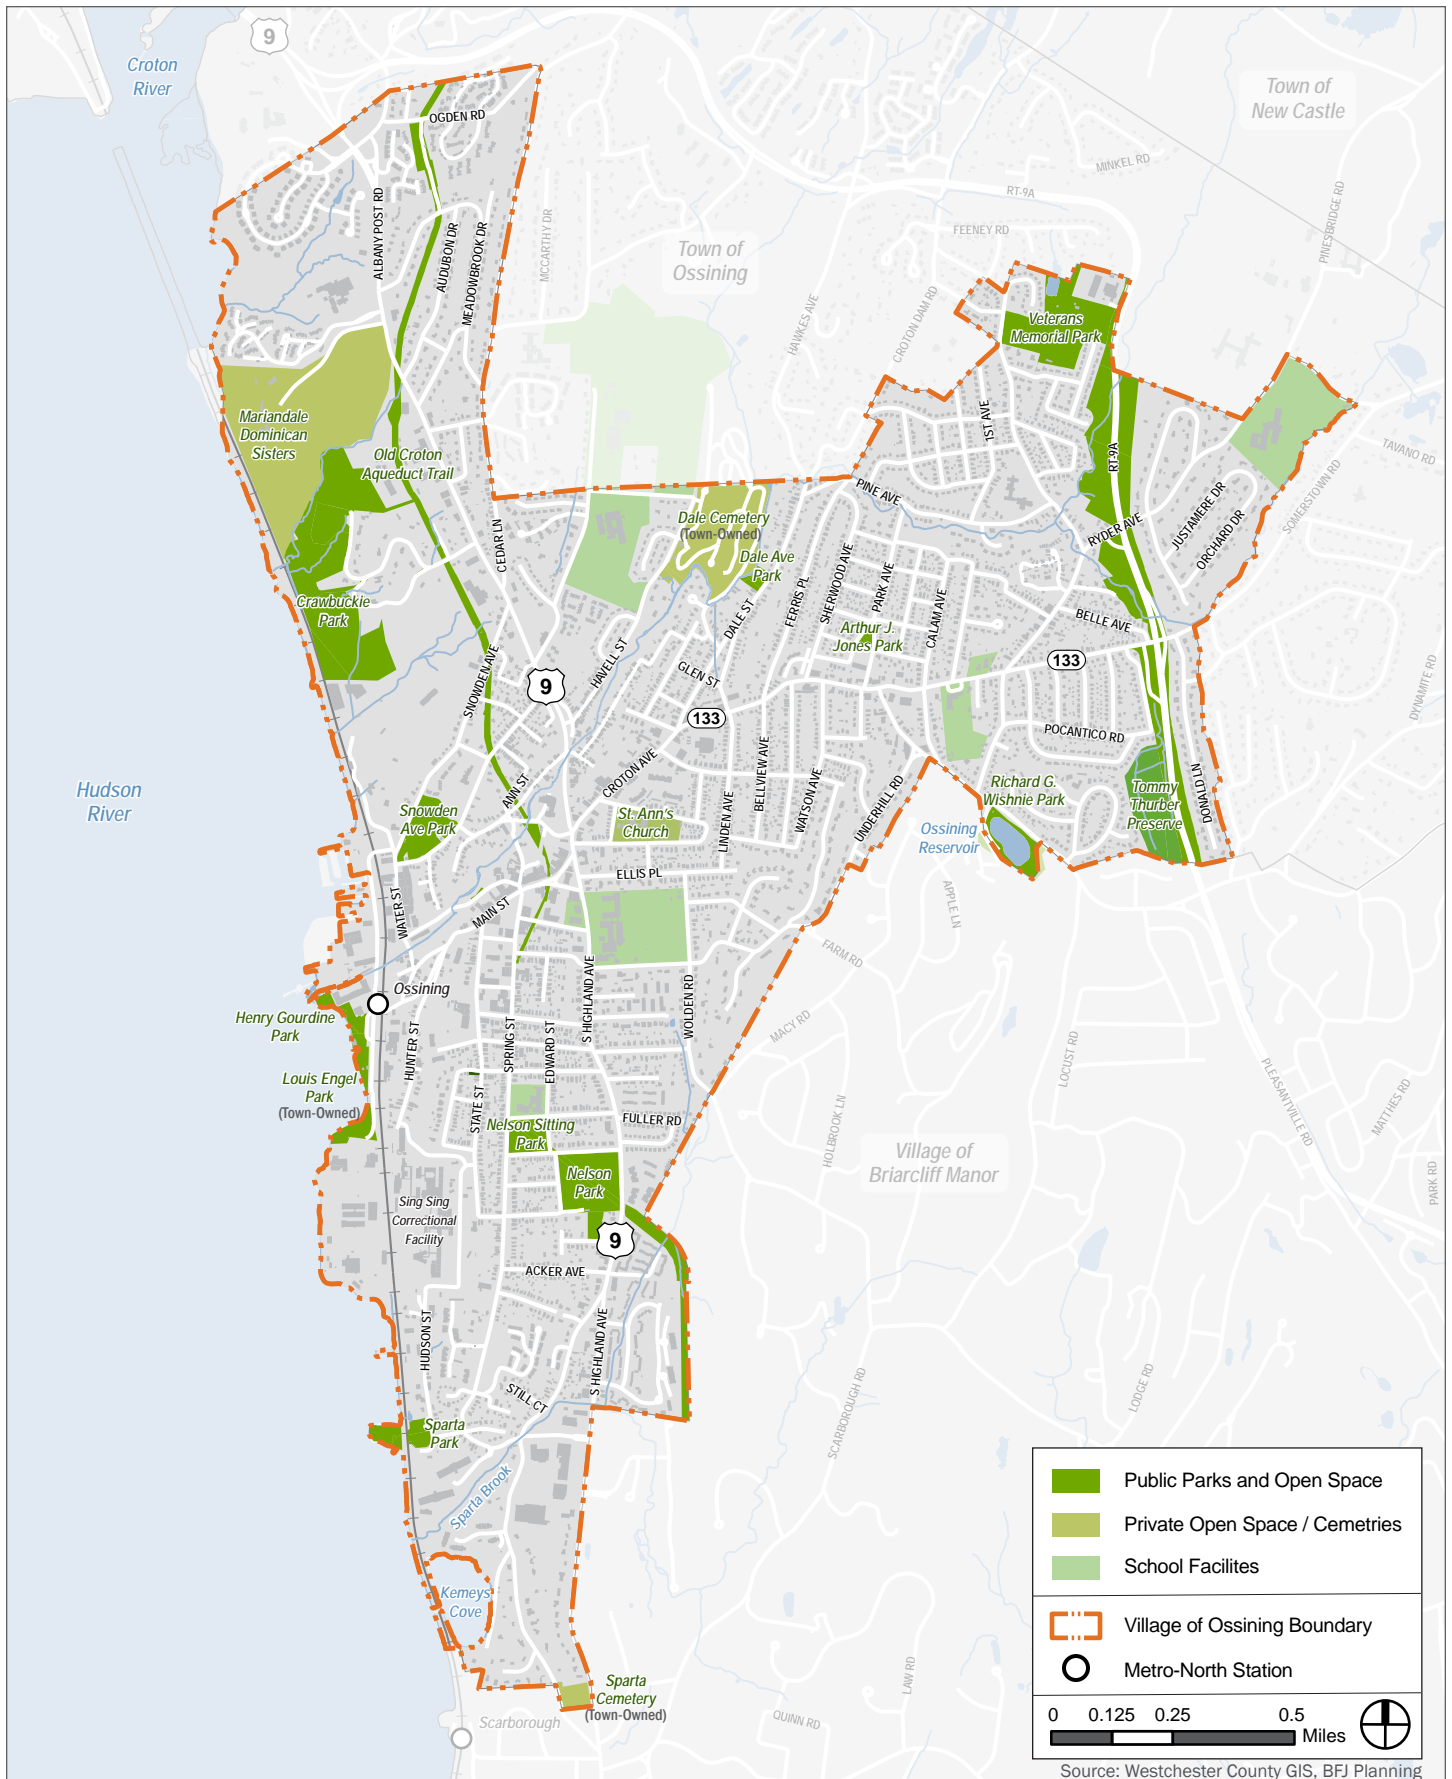 9
Croton
River
Town of
New Castle
OGDEN RD
MINKEL RD
RT-9A
PINESBRIDGE RD
ALBANY POST RD
AUDUBON DR
MEADOWBROOK DR
MCCARTHY DR
Town of
Ossining
FEENEY RD
HAWKES AVE
CROTON DAM RD
Veterans
Memorial Park
Mariandale
Dominican
Sisters
Old Croton
Aqueduct Trail
1ST AVE
RT-9A
TAVANO RD
PINE AVE
JUSTAMERE DR
ORCHARD DR
SOMERSTOWN RD
Dale Cemetery
(Town-Owned)
CEDAR LN
RYDER AVE
Dale Ave
Park
FERRIS PL
SHERWOOD AVE
PARK AVE
CALAM AVE
Crawbuckie
Park
DALE ST
Arthur J.
Jones Park
BELLE AVE
HAVELL ST
GLEN ST
133
SNOWDEN AVE
9
133
DYNAMITE RD
POCANTICO RD
CROTON AVE
BELLVIEW AVE
WATSON AVE
UNDERHILL RD
Hudson
River
ANN ST
Richard G.
Wishnie Park
Tommy
Thurber
Preserve
DONALD LN
Snowden
Ave Park
St. Ann's
Church
LINDEN AVE
Ossining
Reservoir
ELLIS PL
APPLE LN
WATER ST
MAIN ST
FARM RD
Ossining
S HIGHLAND AVE
WOLDEN RD
Henry Gourdine
Park
MACY RD
HUNTER ST
SPRING ST
EDWARD ST
LOCUST RD
PLEASANTVILLE RD
Louis Engel
Park
(Town-Owned)
STATE ST
FULLER RD
HOLBROOK LN
MATTHES RD
Nelson Sitting
Park
Village of
Briarcliff Manor
Nelson
Park
PARK RD
Sing Sing
Correctional
Facility
9
ACKER AVE
HUDSON ST
S HIGHLAND AVE
STILL CT
SCARBOROUGH RD
LODGE RD
Sparta
Park
Sparta Brook
Kemeys
Cove
Sparta
Cemetery
(Town-Owned)
LAW RD
QUINN RD
Scarborough
Public Parks and Open Space
Private Open Space / Cemetries
School Facilites
Village of Ossining Boundary
Metro-North Station
0 0.125 0.25 0.5
Miles
Source: Westchester County GIS, BFJ Planning